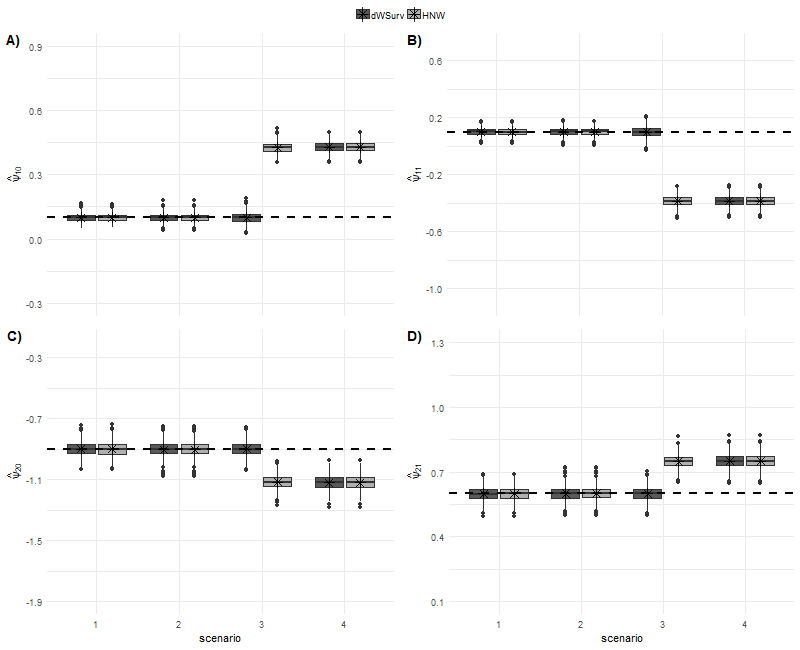 dWSurv HNW
A)
0.9
0.6
0.3
0.0
-0.3
ψ̂10
B)
0.6
0.2
-0.2
-0.6
-1.0
ψ̂11
C)
-0.3
-0.7
-1.1
-1.5
-1.9
ψ̂20
1 2 3 4
scenario
D)
1.3
1.0
0.7
0.4
0.1
ψ̂21
1 2 3 4
scenario